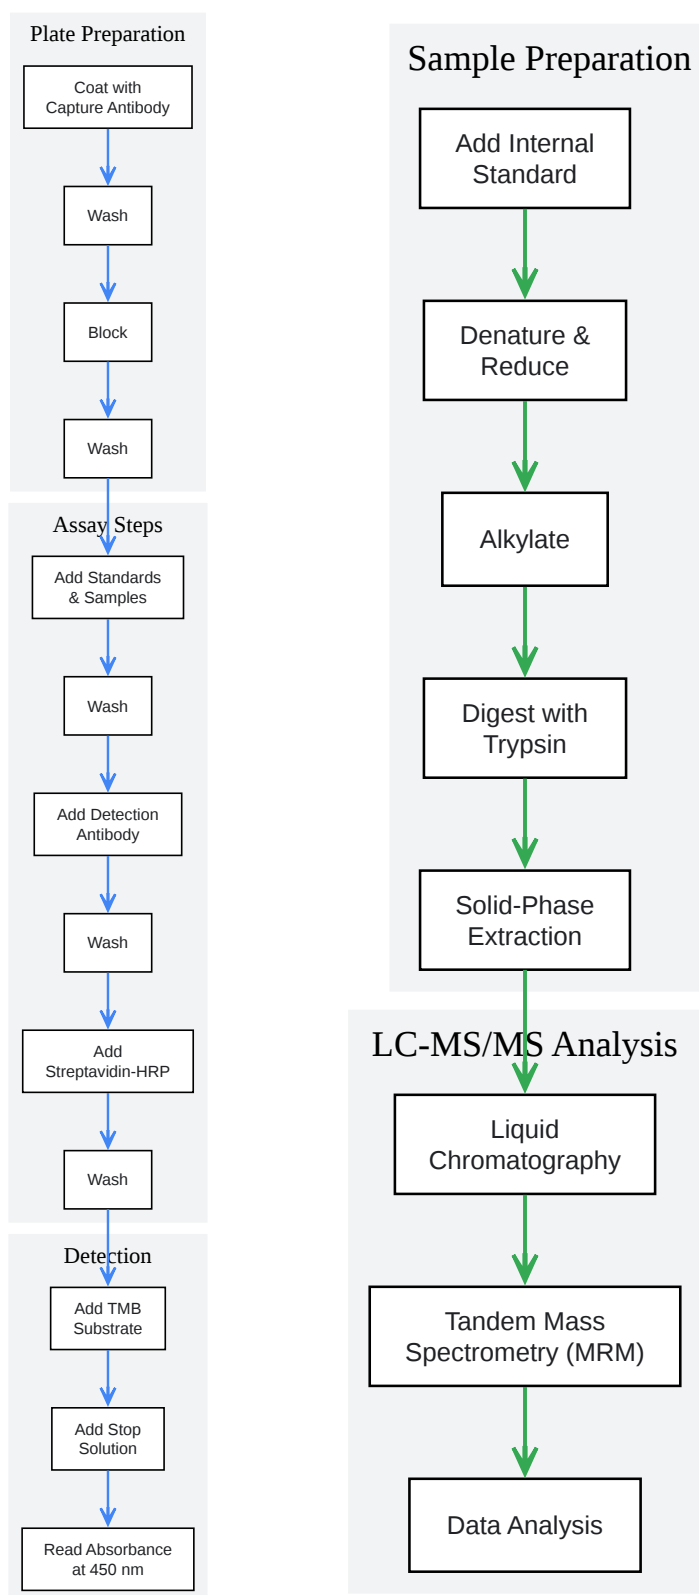 Plate Preparation
Coat with
Capture Antibody
Wash
Block
Wash
Assay Steps
Add Standards
& Samples
Wash
Add Detection
Antibody
Wash
Add
Streptavidin-HRP
Wash
Detection
Add TMB
Substrate
Add Stop
Solution
Read Absorbance
at 450 nm
Sample Preparation
Add Internal
Standard
Denature &
Reduce
Alkylate
Digest with
Trypsin
Solid-Phase
Extraction
LC-MS/MS Analysis
Liquid
Chromatography
Tandem Mass
Spectrometry (MRM)
Data Analysis